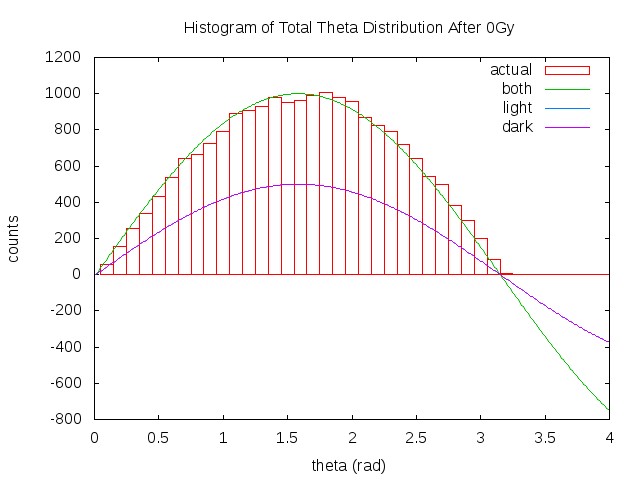 Histogram of Total Theta Distribution After 0Gy
1200
1000
800
600
400
200
0
-200
-400
-600
-800
0 0.5 1 1.5 2 2.5 3 3.5 4
counts
theta (rad)
actual
both
light
dark